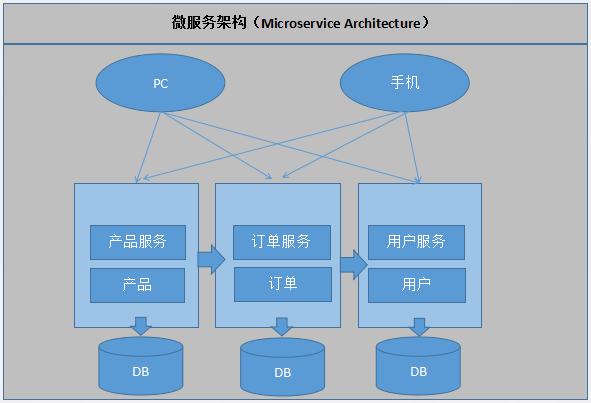 微服务架构（Microservice Architecture）
PC
手机
产品服务
订单服务
用户服务
产品
订单
用户
DB
DB
DB